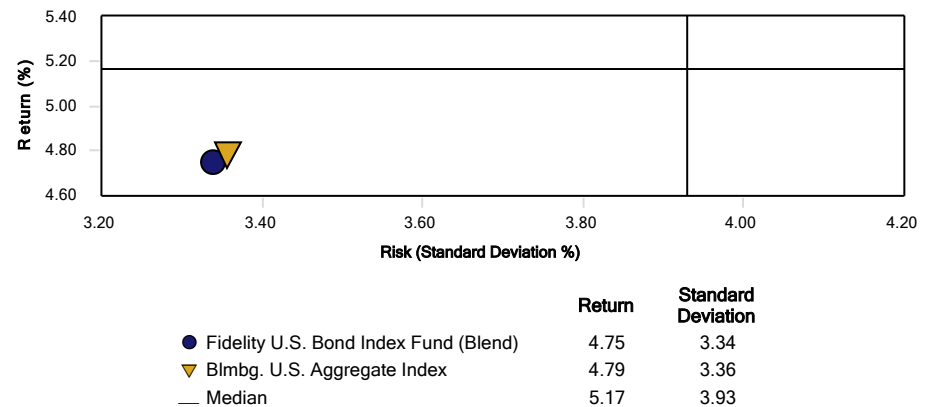 5.40
5.20
5.00
4.80
4.60
Return (%)
3.20 3.40 3.60 3.80 4.00 4.20
Risk (Standard Deviation %)
Return Standard Deviation
Fidelity U.S. Bond Index Fund (Blend) 4.75 3.34
Blmbg. U.S. Aggregate Index 4.79 3.36
Median 5.17 3.93